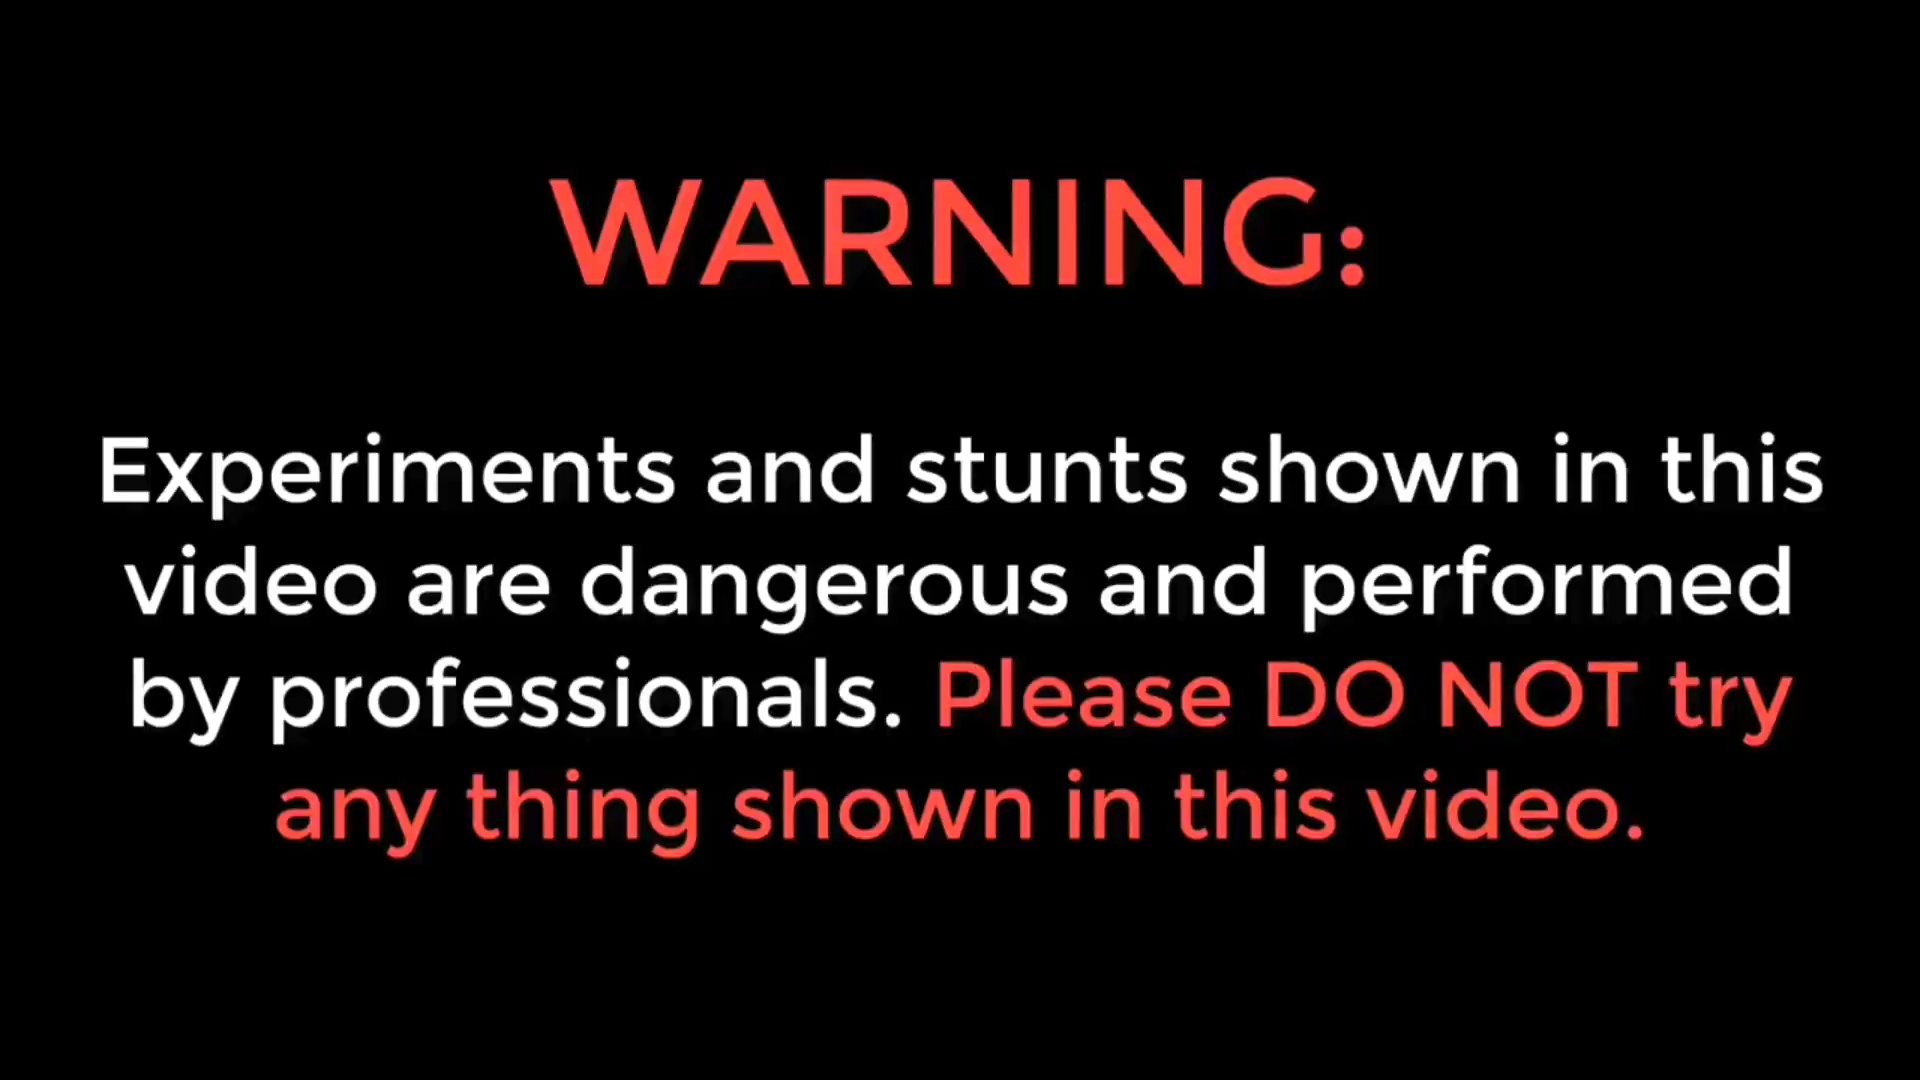 WARNING:
Experiments and stunts shown in this
video are dangerous and performed
by professionals. Please DO NOT try
any thing shown in this video.